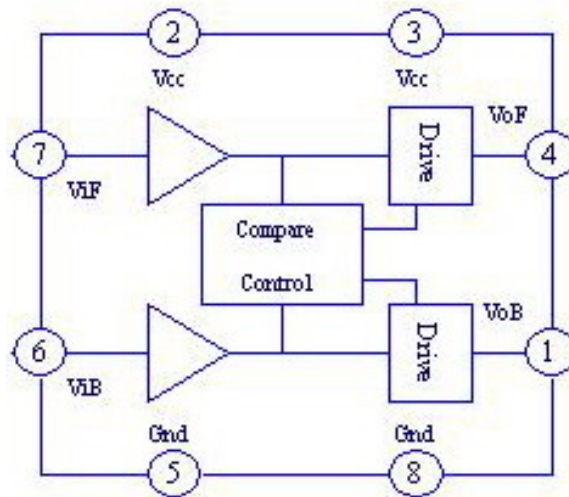 2 3
Vcc Vcc
VoF
Drive
7 4
ViF
Compare
Control
VoB
Drive
6 1
ViB
Gnd Gnd
5 8